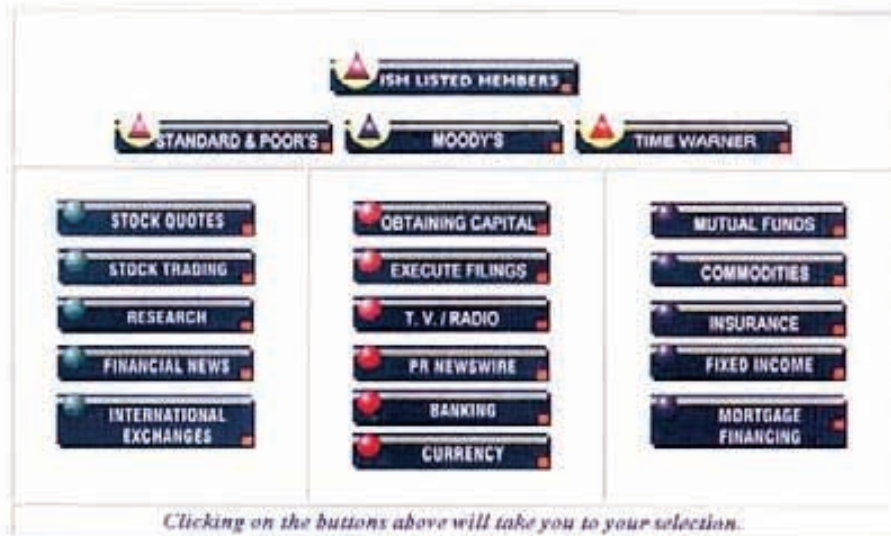 ISH LISTED MEMBERS
STANDARD & POOR'S
MOODY'S
TIME WARNER
STOCK QUOTES
STOCK TRADING
RESEARCH
FINANCIAL NEWS
INTERNATIONAL
EXCHANGES
OBTAINING CAPITAL
EXECUTE FILINGS
T. V. / RADIO
PR NEWSWIRE
BANKING
CURRENCY
MUTUAL FUNDS
COMMODITIES
INSURANCE
FIXED INCOME
MORTGAGE
FINANCING
Clicking on the buttons above will take you to your selection.